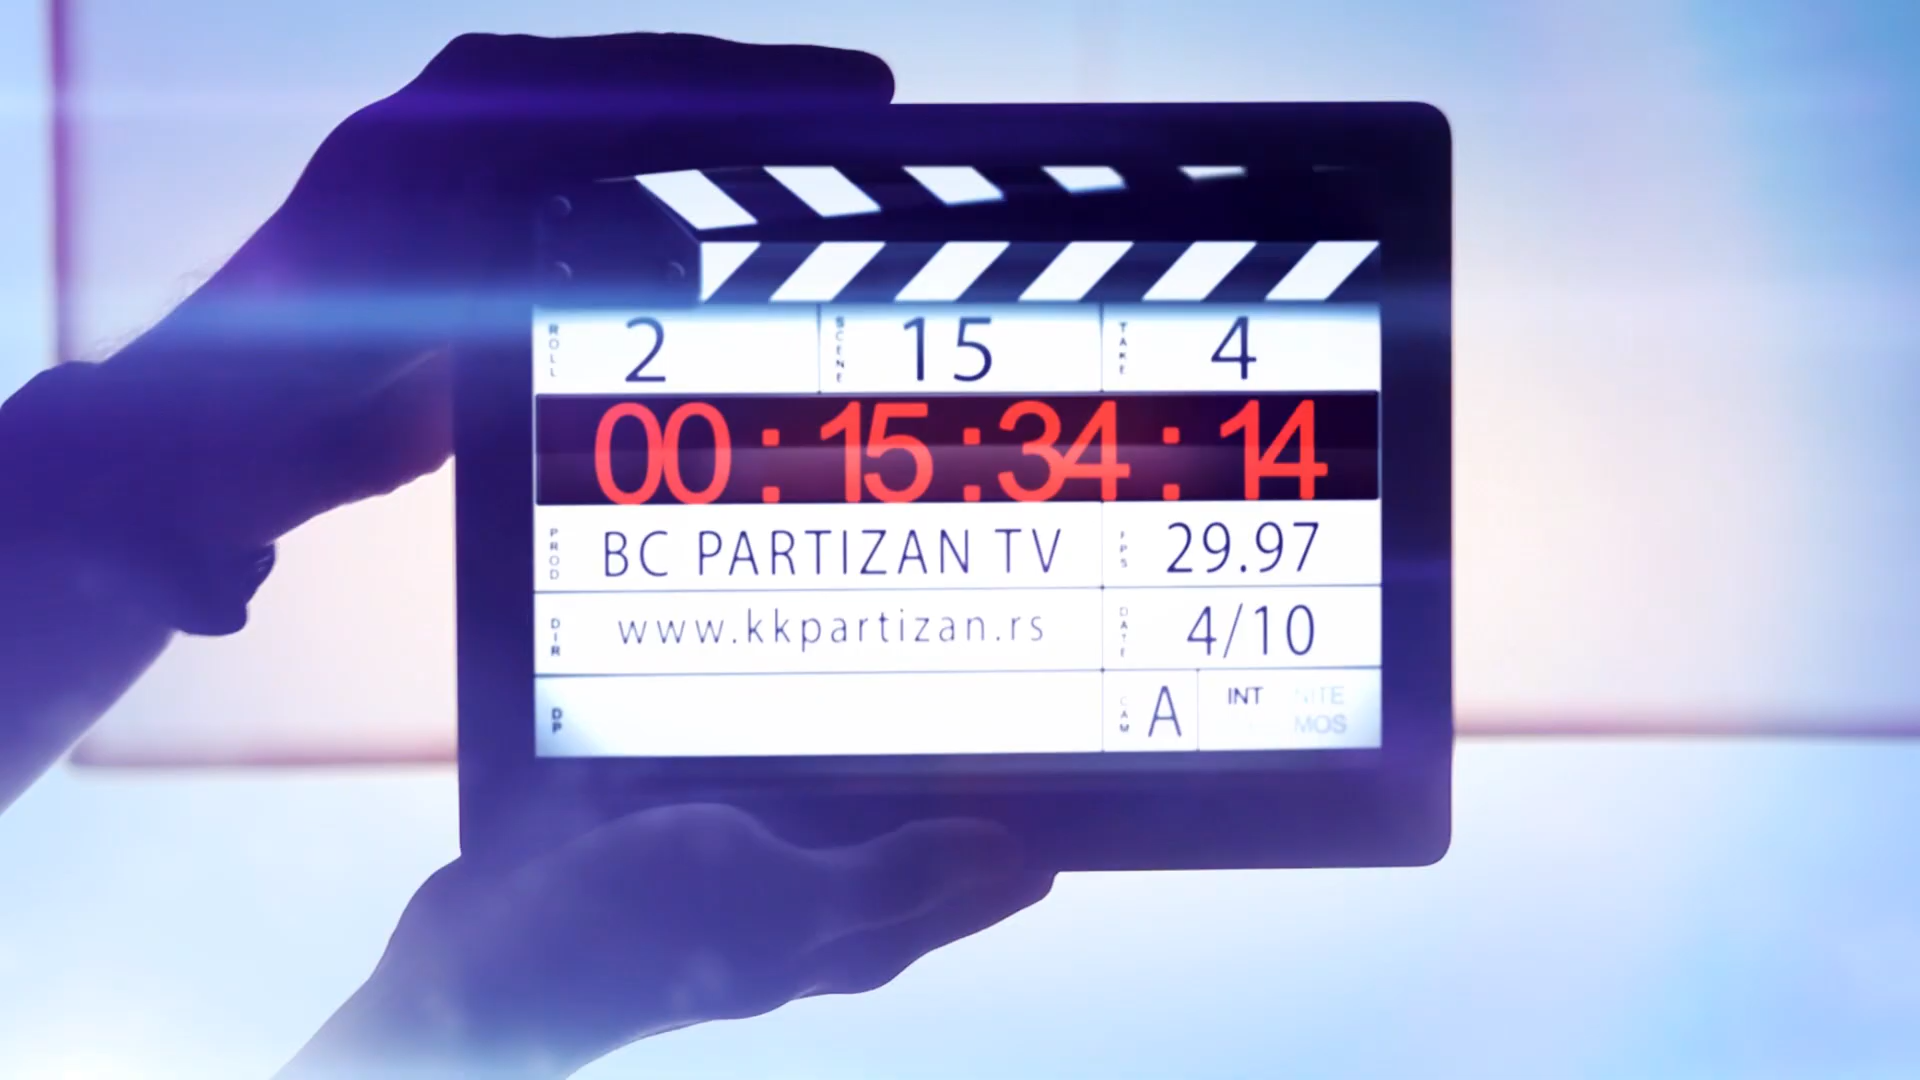 ROLL 2 SCENE 15 TAKE 4
00:15:34:14
PROD BC PARTIZAN TV FPS 29.97
DIR www.kkpartizan.rs DATE 4/10
DP CAM A INT NITE
MOS